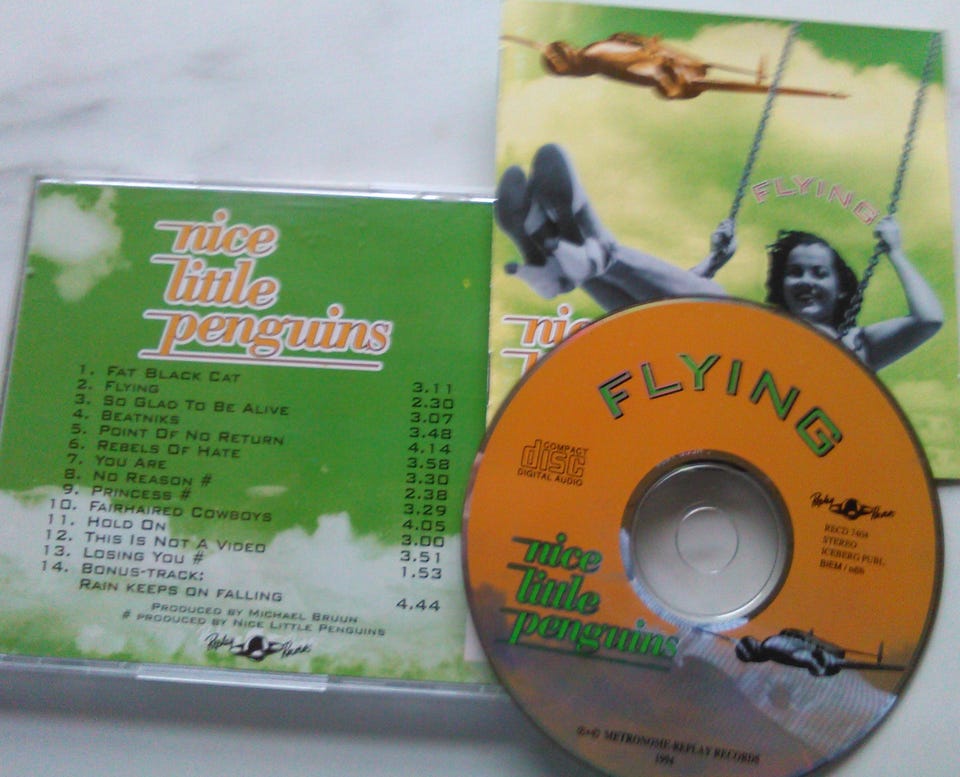 nice
little
penguins
1. FAT BLACK CAT 3.11
2. FLYING 2.30
3. SO GLAD TO BE ALIVE 3.07
4. BEATNIKS 3.48
5. POINT OF NO RETURN 4.14
6. REBELS OF HATE 3.58
7. YOU ARE 3.30
8. NO REASON # 2.38
9. PRINCESS # 3.29
10. FAIRHAIRED COWBOYS 4.05
11. HOLD ON 3.00
12. THIS IS NOT A VIDEO 3.51
13. LOSING YOU # 1.53
14. BONUS-TRACK:
RAIN KEEPS ON FALLING 4.44
PRODUCED BY MICHAEL BRUUN
# PRODUCED BY NICE LITTLE PENGUINS
FLYING
FLYING
COMPACT
disc
DIGITAL AUDIO
RECD 7404
STEREO
ICEBERG PUBL.
BIEM / n©b
nice
little
penguins
℗+© METRONOME-REPLAY RECORDS
1994